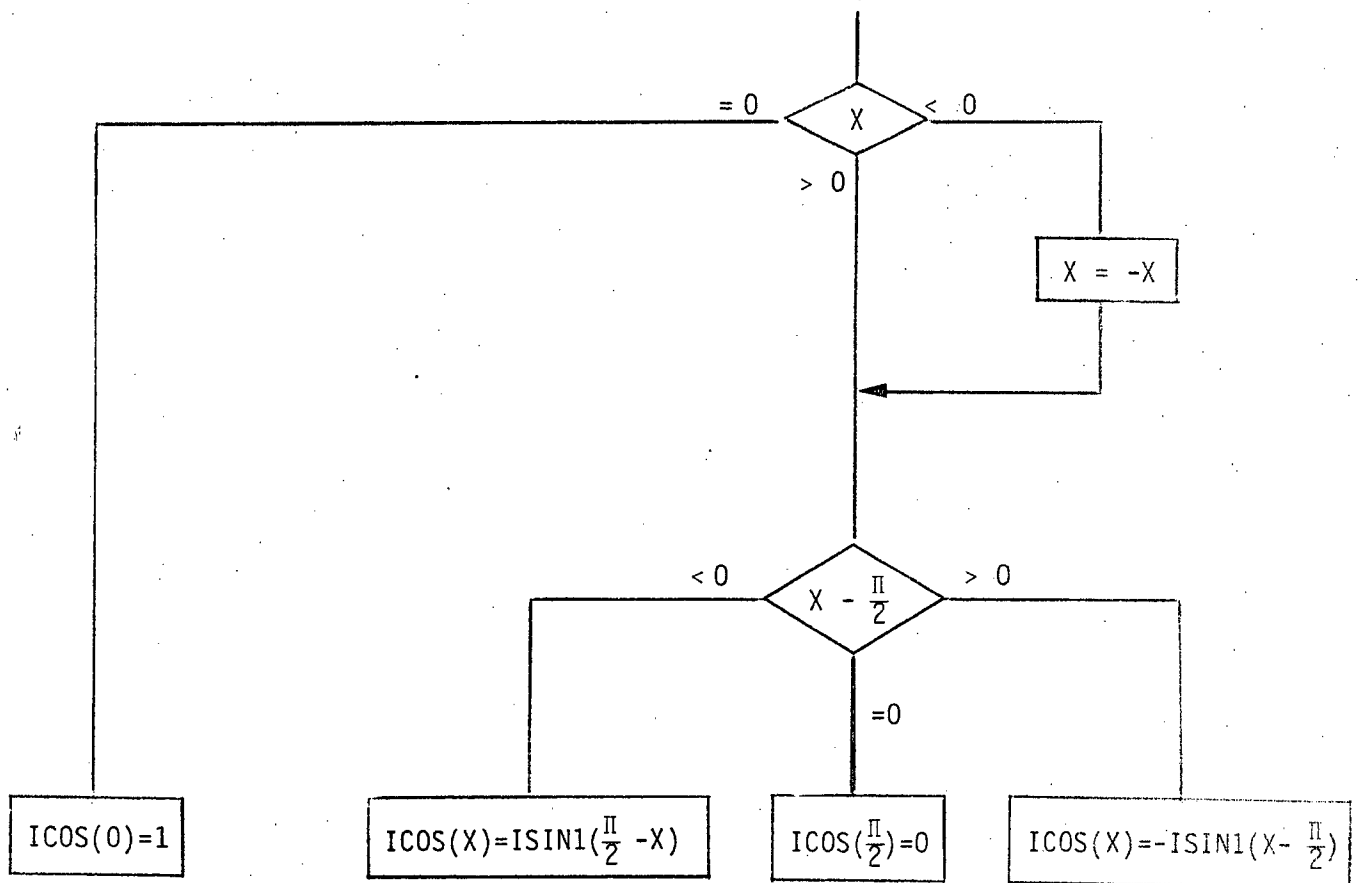 = 0
X
< 0
> 0
X = -X
< 0
X - Π/2
> 0
=0
ICOS(0)=1
ICOS(X)=ISIN1(Π/2 -X)
ICOS(Π/2)=0
ICOS(X)=-ISIN1(X- Π/2)